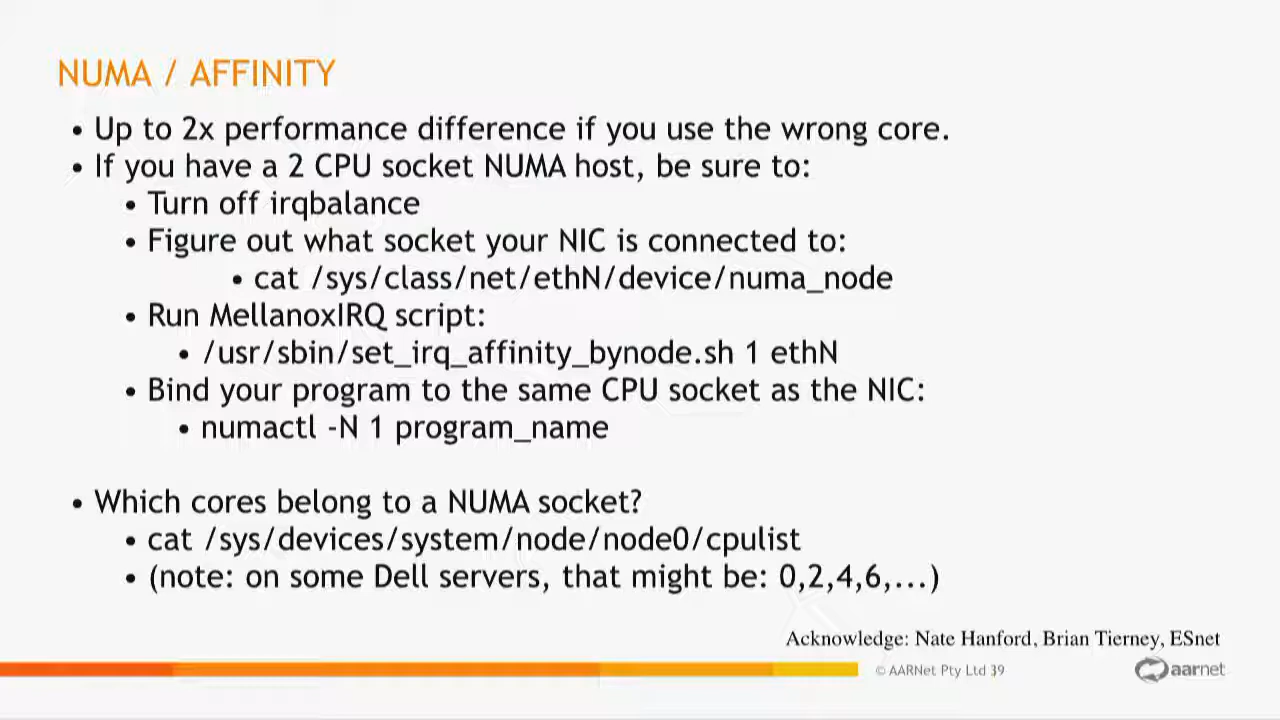 NUMA / AFFINITY
• Up to 2x performance difference if you use the wrong core.
• If you have a 2 CPU socket NUMA host, be sure to:
• Turn off irqbalance
• Figure out what socket your NIC is connected to:
• cat /sys/class/net/ethN/device/numa_node
• Run MellanoxIRQ script:
• /usr/sbin/set_irq_affinity_bynode.sh 1 ethN
• Bind your program to the same CPU socket as the NIC:
• numactl -N 1 program_name
• Which cores belong to a NUMA socket?
• cat /sys/devices/system/node/node0/cpulist
• (note: on some Dell servers, that might be: 0,2,4,6,...)
Acknowledge: Nate Hanford, Brian Tierney, ESnet
© AARNet Pty Ltd 39
aarnet